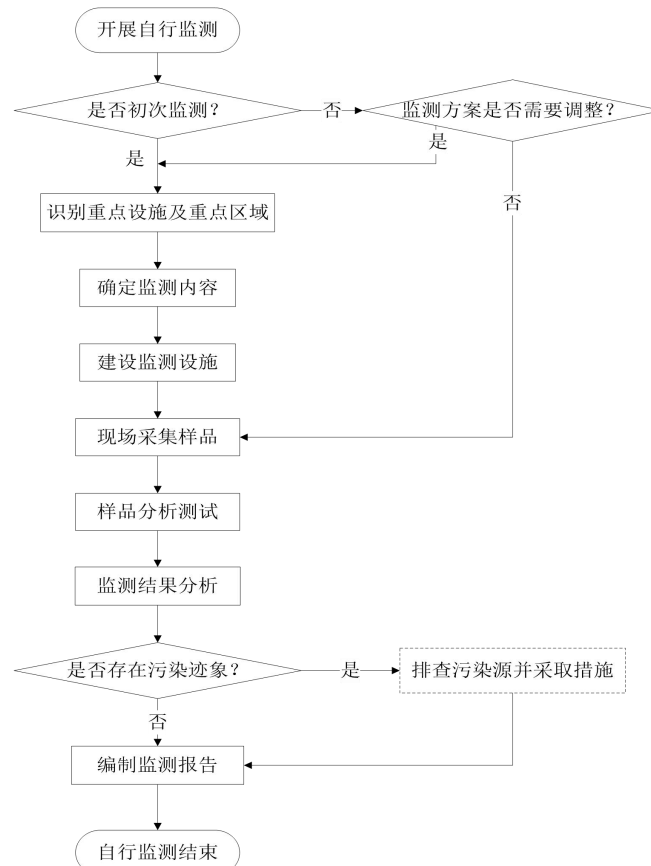 开展自行监测
是否初次监测？
否
监测方案是否需要调整？
是
是
否
识别重点设施及重点区域
确定监测内容
建设监测设施
现场采集样品
样品分析测试
监测结果分析
是否存在污染迹象？
是
排查污染源并采取措施
否
编制监测报告
自行监测结束